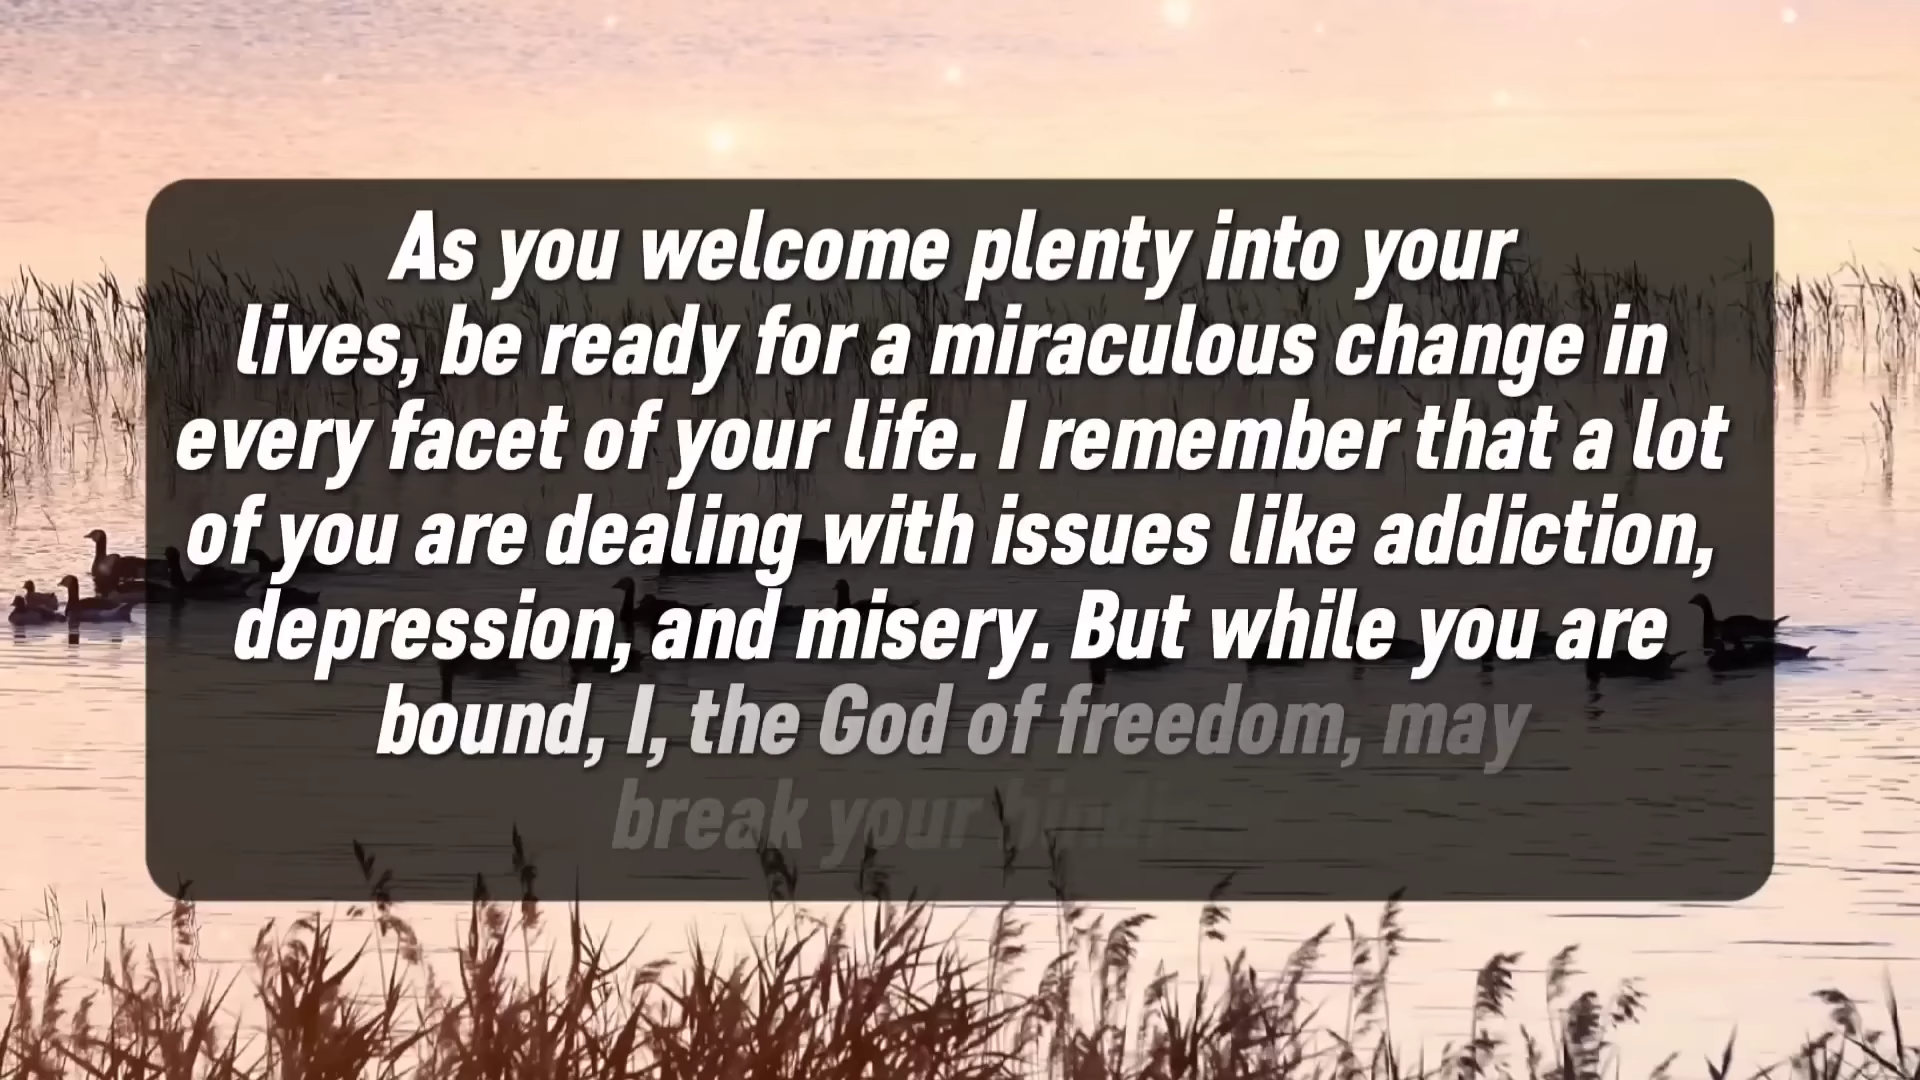 As you welcome plenty into your
lives, be ready for a miraculous change in
every facet of your life. I remember that a lot
of you are dealing with issues like addiction,
depression, and misery. But while you are
bound, I, the God of freedom, may
break your